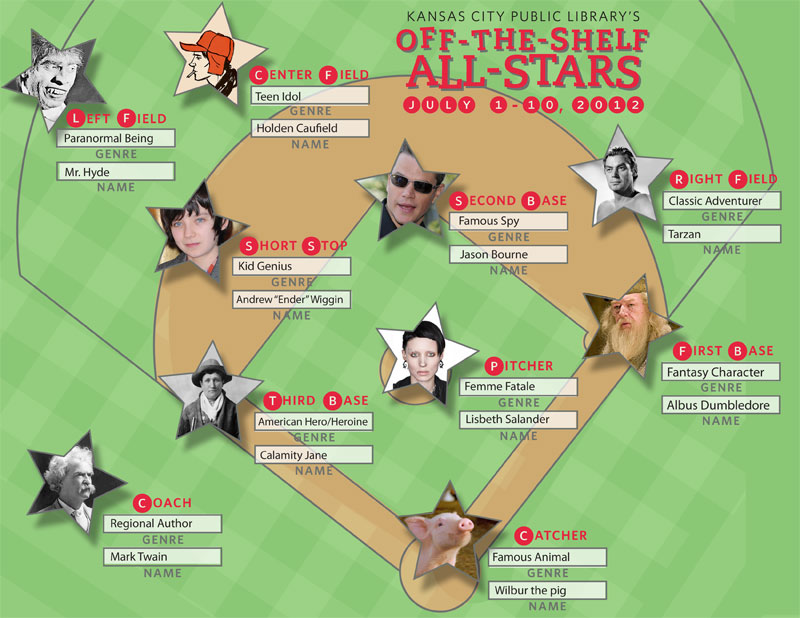 KANSAS CITY PUBLIC LIBRARY'S
OFF-THE-SHELF
ALL-STARS
JULY 1-10, 2012
CENTER FIELD
Teen Idol
GENRE
Holden Caufield
NAME
LEFT FIELD
Paranormal Being
GENRE
Mr. Hyde
NAME
RIGHT FIELD
Classic Adventurer
GENRE
Tarzan
NAME
SECOND BASE
Famous Spy
GENRE
Jason Bourne
NAME
SHORT STOP
Kid Genius
GENRE
Andrew "Ender" Wiggin
NAME
FIRST BASE
Fantasy Character
GENRE
Albus Dumbledore
NAME
PITCHER
Femme Fatale
GENRE
Lisbeth Salander
NAME
THIRD BASE
American Hero/Heroine
GENRE
Calamity Jane
NAME
COACH
Regional Author
GENRE
Mark Twain
NAME
CATCHER
Famous Animal
GENRE
Wilbur the pig
NAME